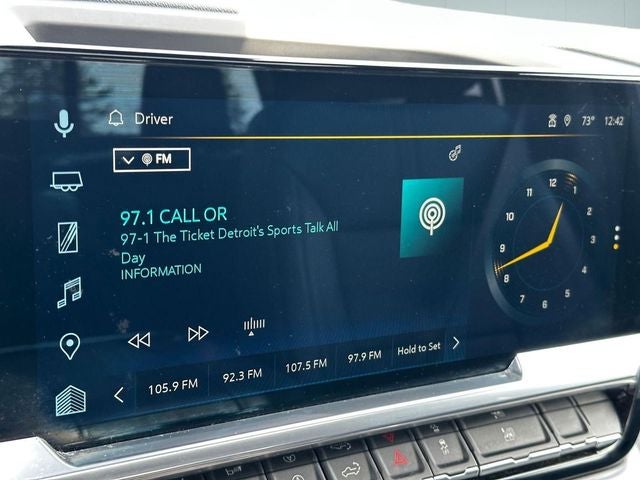 Driver
73° 12:42
FM
97.1 CALL OR
97-1 The Ticket Detroit's Sports Talk All
Day
INFORMATION
12
1
2
3
4
5
6
7
8
9
10
11
105.9 FM 92.3 FM 107.5 FM 97.9 FM Hold to Set